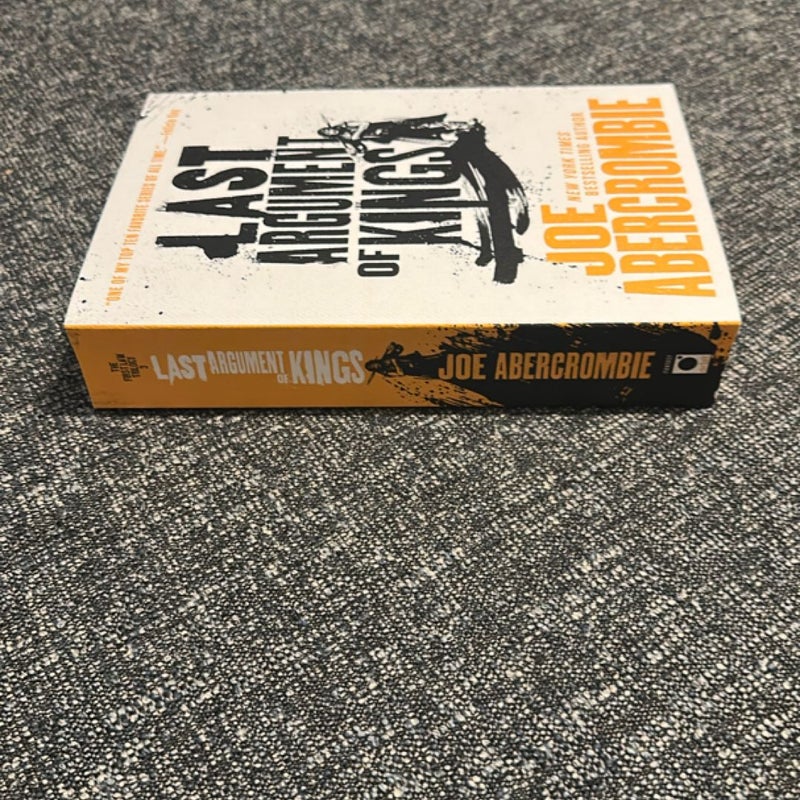 "ONE OF MY TOP TEN FAVORITE SERIES OF ALL TIME."
LAST
ARGUMENT
OF KINGS
NEW YORK TIMES
BESTSELLING AUTHOR
JOE
ABERCROMBIE
THE
FIRST LAW
TRILOGY
3
LAST ARGUMENT OF KINGS
JOE ABERCROMBIE